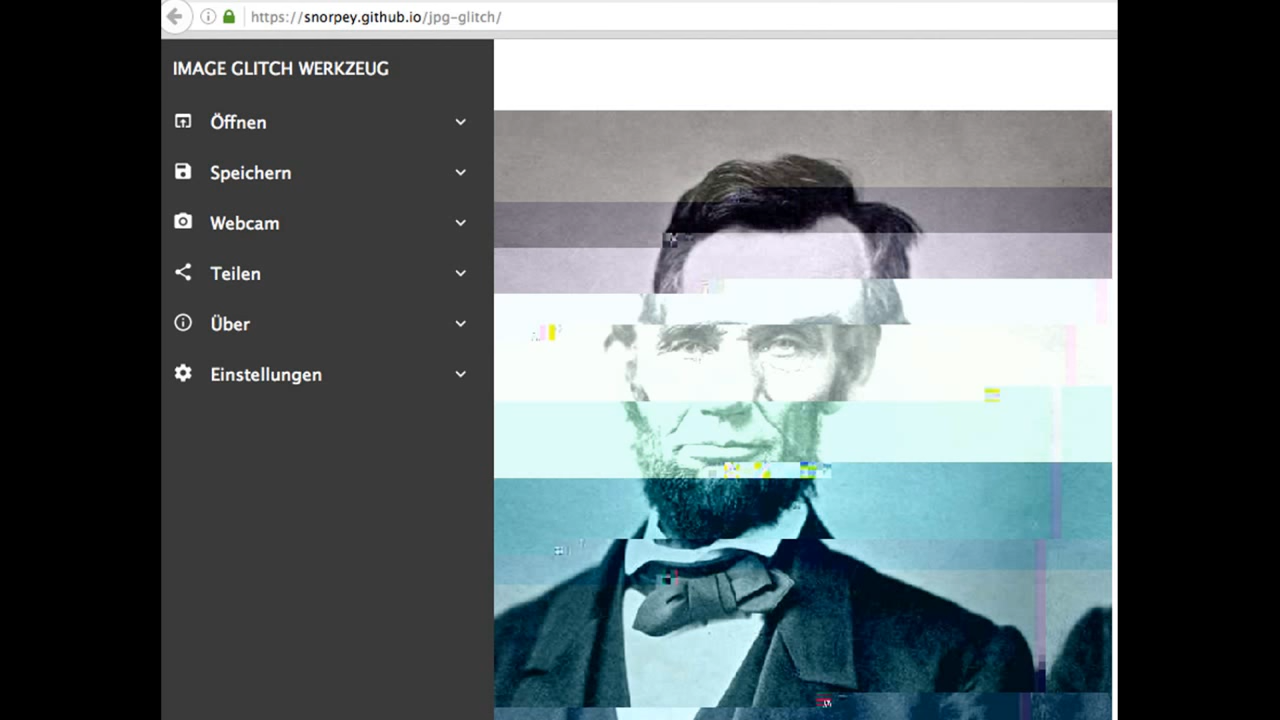 https://snorpey.github.io/jpg-glitch/
IMAGE GLITCH WERKZEUG
Öffnen
Speichern
Webcam
Teilen
Über
Einstellungen